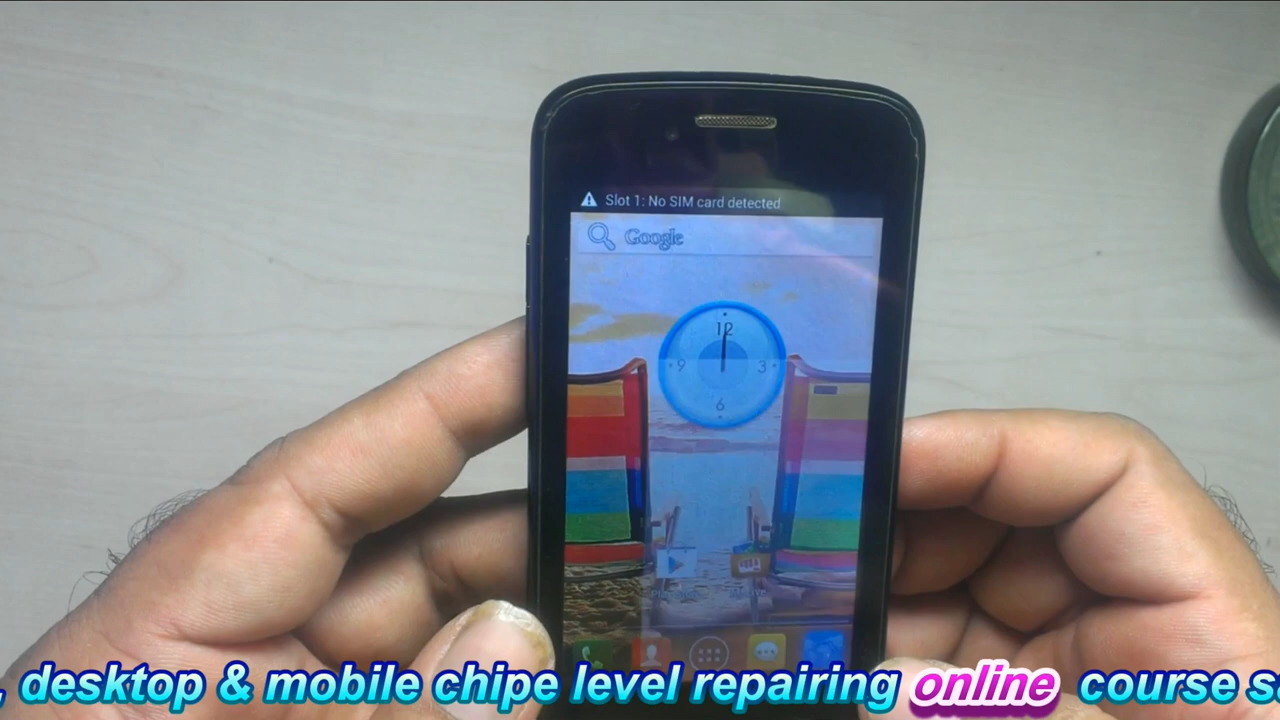 Slot 1: No SIM card detected
Google
12
9 3
6
, desktop & mobile chipe level repairing online course s